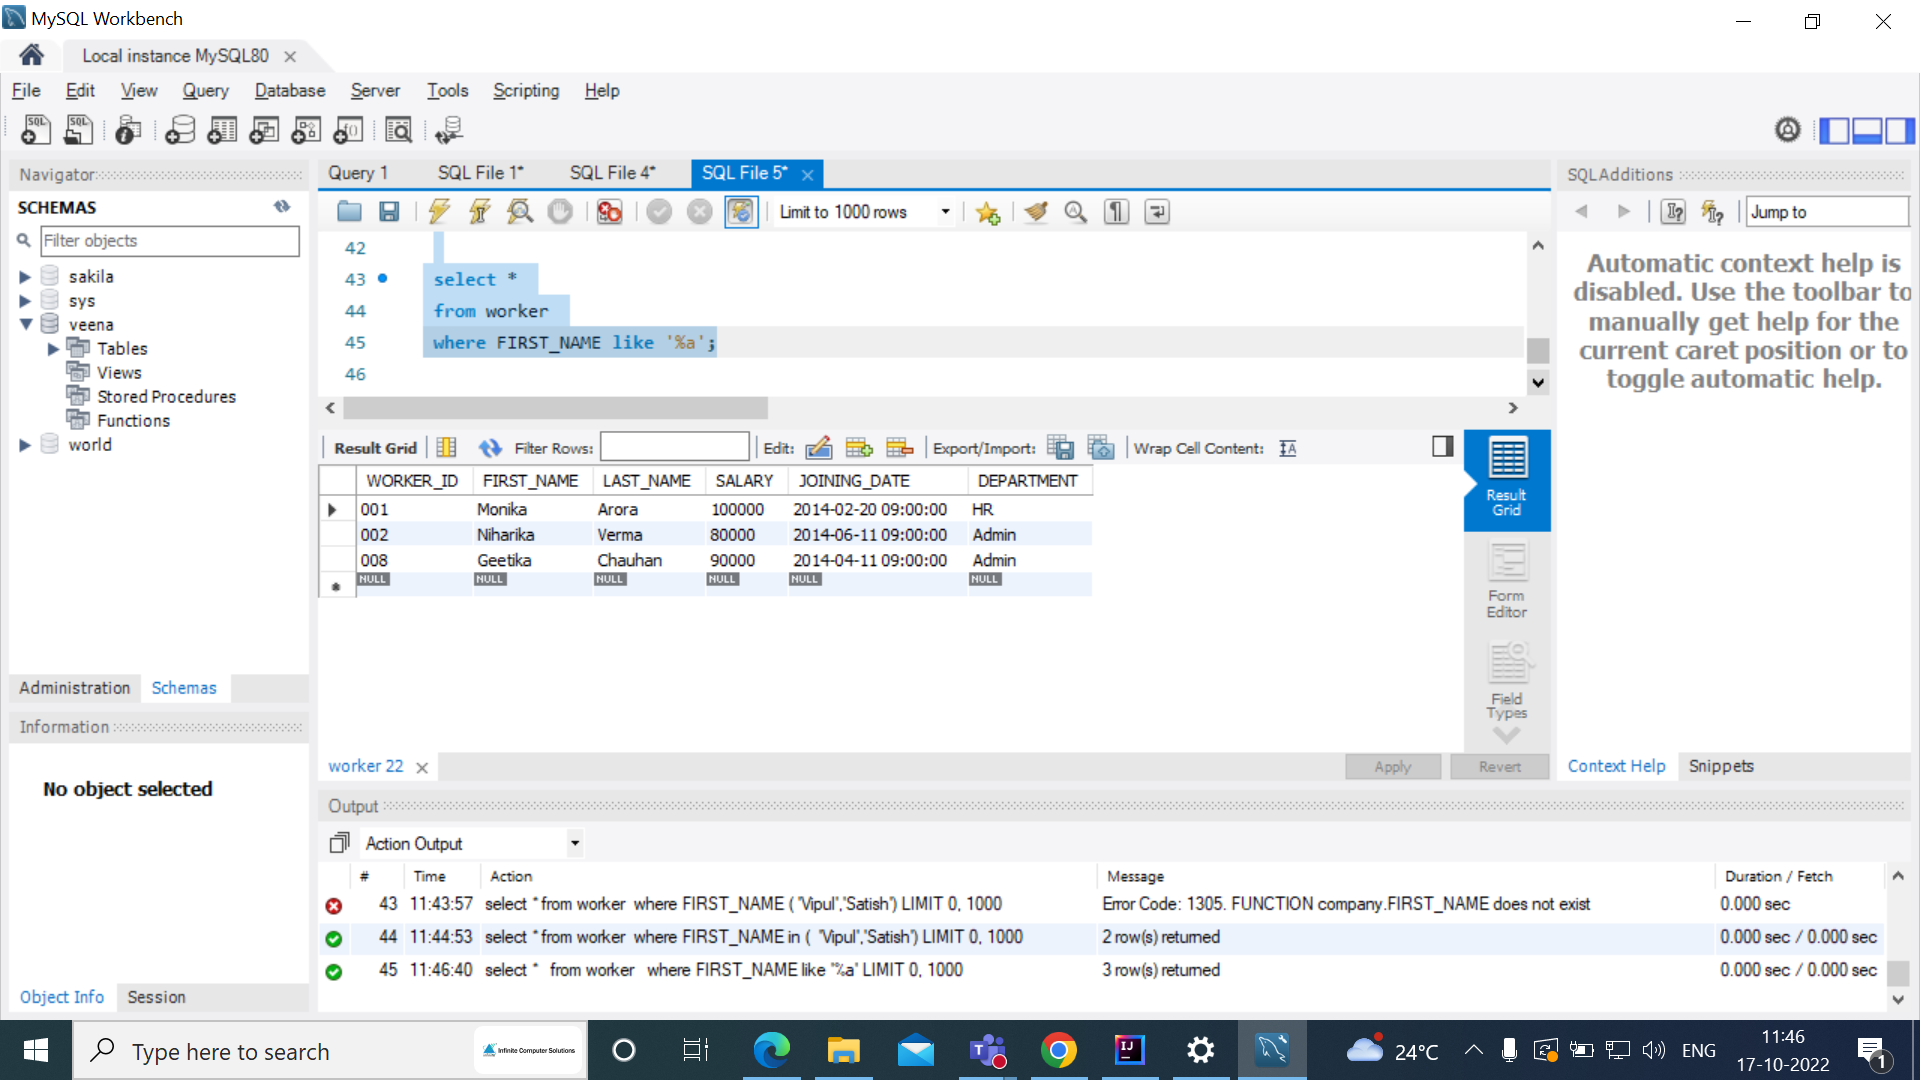 MySQL Workbench
Local instance MySQL80
File Edit View Query Database Server Tools Scripting Help
Navigator
SCHEMAS
Filter objects
sakila
sys
veena
Tables
Views
Stored Procedures
Functions
world
Administration Schemas
Information
No object selected
Object Info Session
Query 1 SQL File 1* SQL File 4* SQL File 5*
Limit to 1000 rows
42
43 select *
44 from worker
45 where FIRST_NAME like '%a';
46
Result Grid Filter Rows: Edit: Export/Import: Wrap Cell Content:
WORKER_ID FIRST_NAME LAST_NAME SALARY JOINING_DATE DEPARTMENT
001 Monika Arora 100000 2014-02-20 09:00:00 HR
002 Niharika Verma 80000 2014-06-11 09:00:00 Admin
008 Geetika Chauhan 90000 2014-04-11 09:00:00 Admin
NULL NULL NULL NULL NULL NULL
Result
Grid
Form
Editor
Field
Types
worker 22
Apply Revert
SQLAdditions
Jump to
Automatic context help is
disabled. Use the toolbar to
manually get help for the
current caret position or to
toggle automatic help.
Context Help Snippets
Output
Action Output
# Time Action Message Duration / Fetch
43 11:43:57 select * from worker where FIRST_NAME ( 'Vipul','Satish') LIMIT 0, 1000 Error Code: 1305. FUNCTION company.FIRST_NAME does not exist 0.000 sec
44 11:44:53 select * from worker where FIRST_NAME in ( 'Vipul','Satish') LIMIT 0, 1000 2 row(s) returned 0.000 sec / 0.000 sec
45 11:46:40 select * from worker where FIRST_NAME like '%a' LIMIT 0, 1000 3 row(s) returned 0.000 sec / 0.000 sec
Type here to search
Infinite Computer Solutions
24°C
ENG
11:46
17-10-2022
1